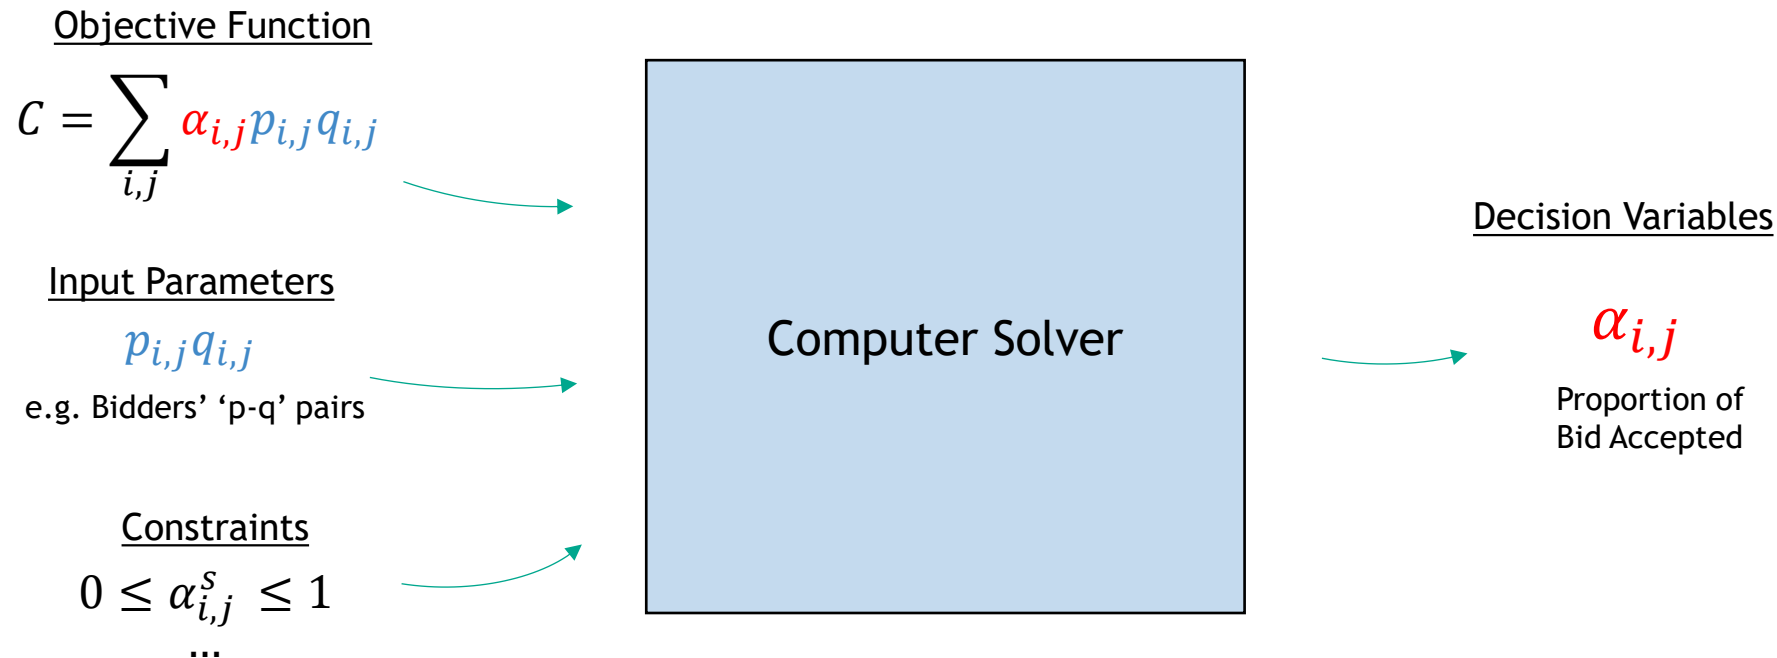 Objective Function
C = ∑_{i,j} α_{i,j} p_{i,j} q_{i,j}
Input Parameters
p_{i,j} q_{i,j}
e.g. Bidders’ ‘p-q’ pairs
Constraints
0 ≤ α^s_{i,j} ≤ 1
…
Computer Solver
Decision Variables
α_{i,j}
Proportion of
Bid Accepted